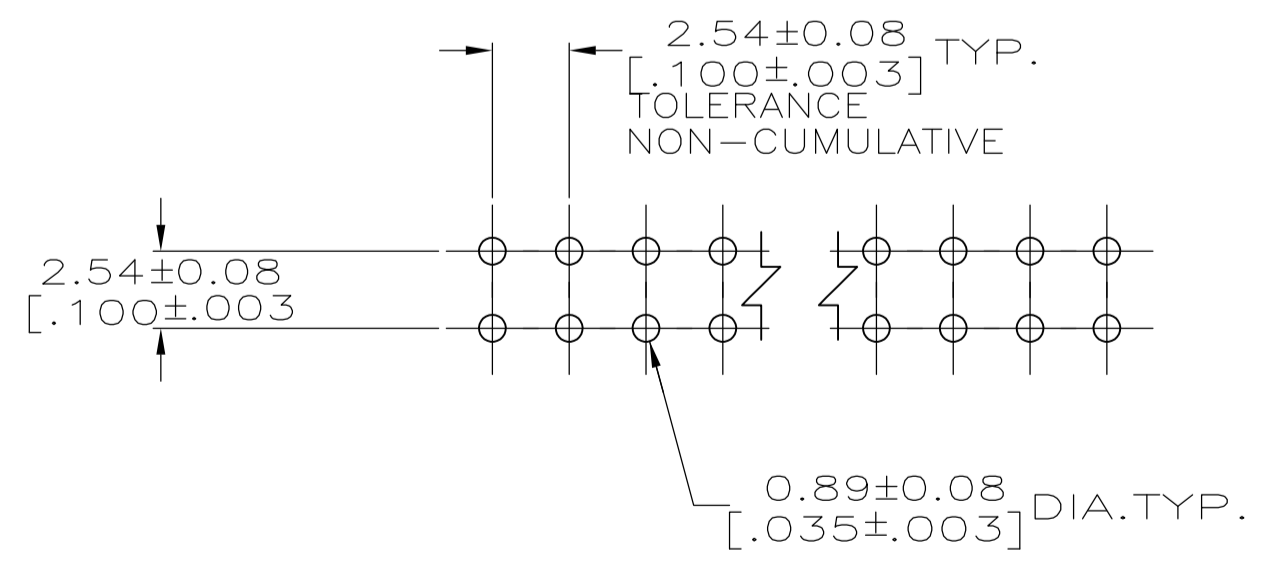 2.54±0.08
[.100±.003] TYP.
TOLERANCE
NON-CUMULATIVE
2.54±0.08
[.100±.003
0.89±0.08
[.035±.003] DIA.TYP.